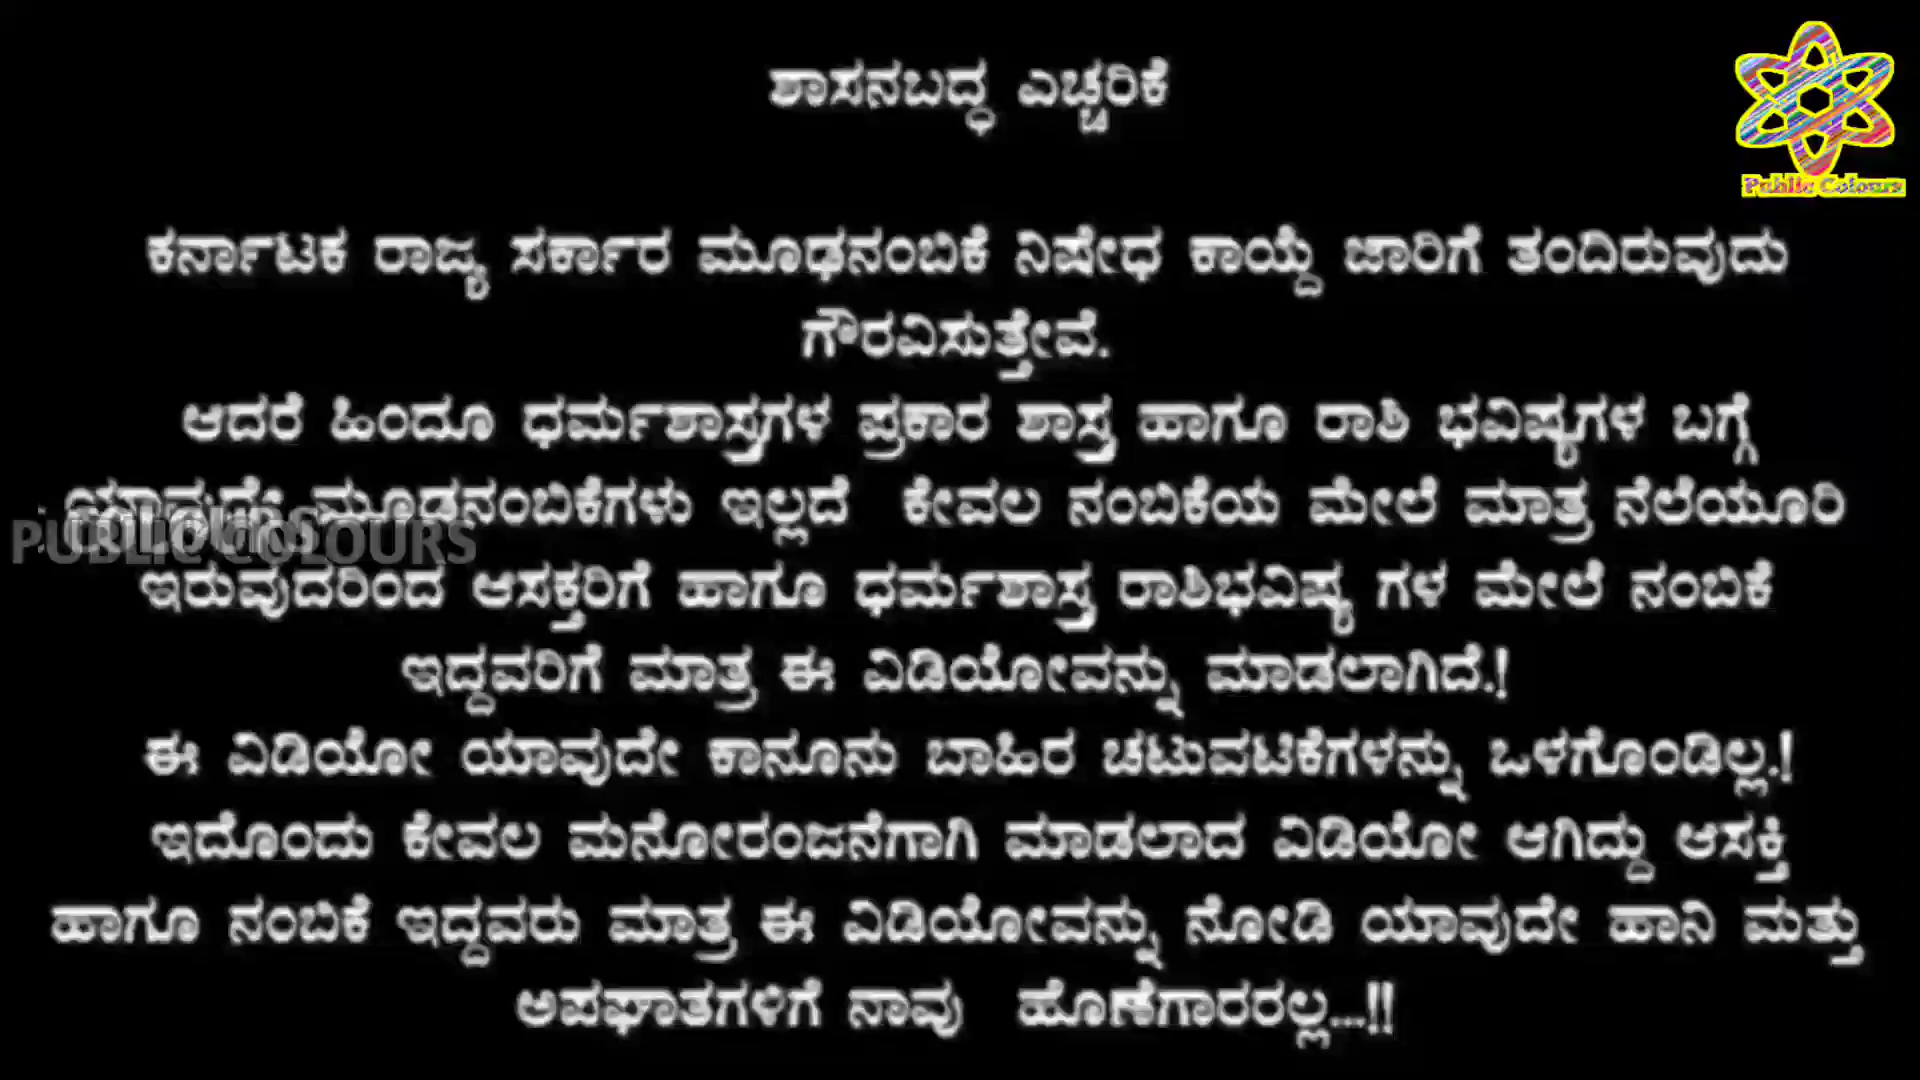 ಶಾಸನಬದ್ಧ ಎಚ್ಚರಿಕೆ
Public Colours
ಕರ್ನಾಟಕ ರಾಜ್ಯ ಸರ್ಕಾರ ಮೂಢನಂಬಿಕೆ ನಿಷೇಧ ಕಾಯ್ದೆ ಜಾರಿಗೆ ತಂದಿರುವುದು
ಗೌರವಿಸುತ್ತೇವೆ.
ಆದರೆ ಹಿಂದೂ ಧರ್ಮಶಾಸ್ತ್ರಗಳ ಪ್ರಕಾರ ಶಾಸ್ತ್ರ ಹಾಗೂ ರಾಶಿ ಭವಿಷ್ಯಗಳ ಬಗ್ಗೆ
ಯಾವುದೇ ಮೂಢನಂಬಿಕೆಗಳು ಇಲ್ಲದೆ ಕೇವಲ ನಂಬಿಕೆಯ ಮೇಲೆ ಮಾತ್ರ ನೆಲೆಯೂರಿ
PUBLIC COLOURS
ಇರುವುದರಿಂದ ಆಸಕ್ತರಿಗೆ ಹಾಗೂ ಧರ್ಮಶಾಸ್ತ್ರ ರಾಶಿಭವಿಷ್ಯ ಗಳ ಮೇಲೆ ನಂಬಿಕೆ
ಇದ್ದವರಿಗೆ ಮಾತ್ರ ಈ ವಿಡಿಯೋವನ್ನು ಮಾಡಲಾಗಿದೆ.!
ಈ ವಿಡಿಯೋ ಯಾವುದೇ ಕಾನೂನು ಬಾಹಿರ ಚಟುವಟಿಕೆಗಳನ್ನು ಒಳಗೊಂಡಿಲ್ಲ.!
ಇದೊಂದು ಕೇವಲ ಮನೋರಂಜನೆಗಾಗಿ ಮಾಡಲಾದ ವಿಡಿಯೋ ಆಗಿದ್ದು ಆಸಕ್ತಿ
ಹಾಗೂ ನಂಬಿಕೆ ಇದ್ದವರು ಮಾತ್ರ ಈ ವಿಡಿಯೋವನ್ನು ನೋಡಿ ಯಾವುದೇ ಹಾನಿ ಮತ್ತು
ಅಪಘಾತಗಳಿಗೆ ನಾವು ಹೊಣೆಗಾರರಲ್ಲ...!!